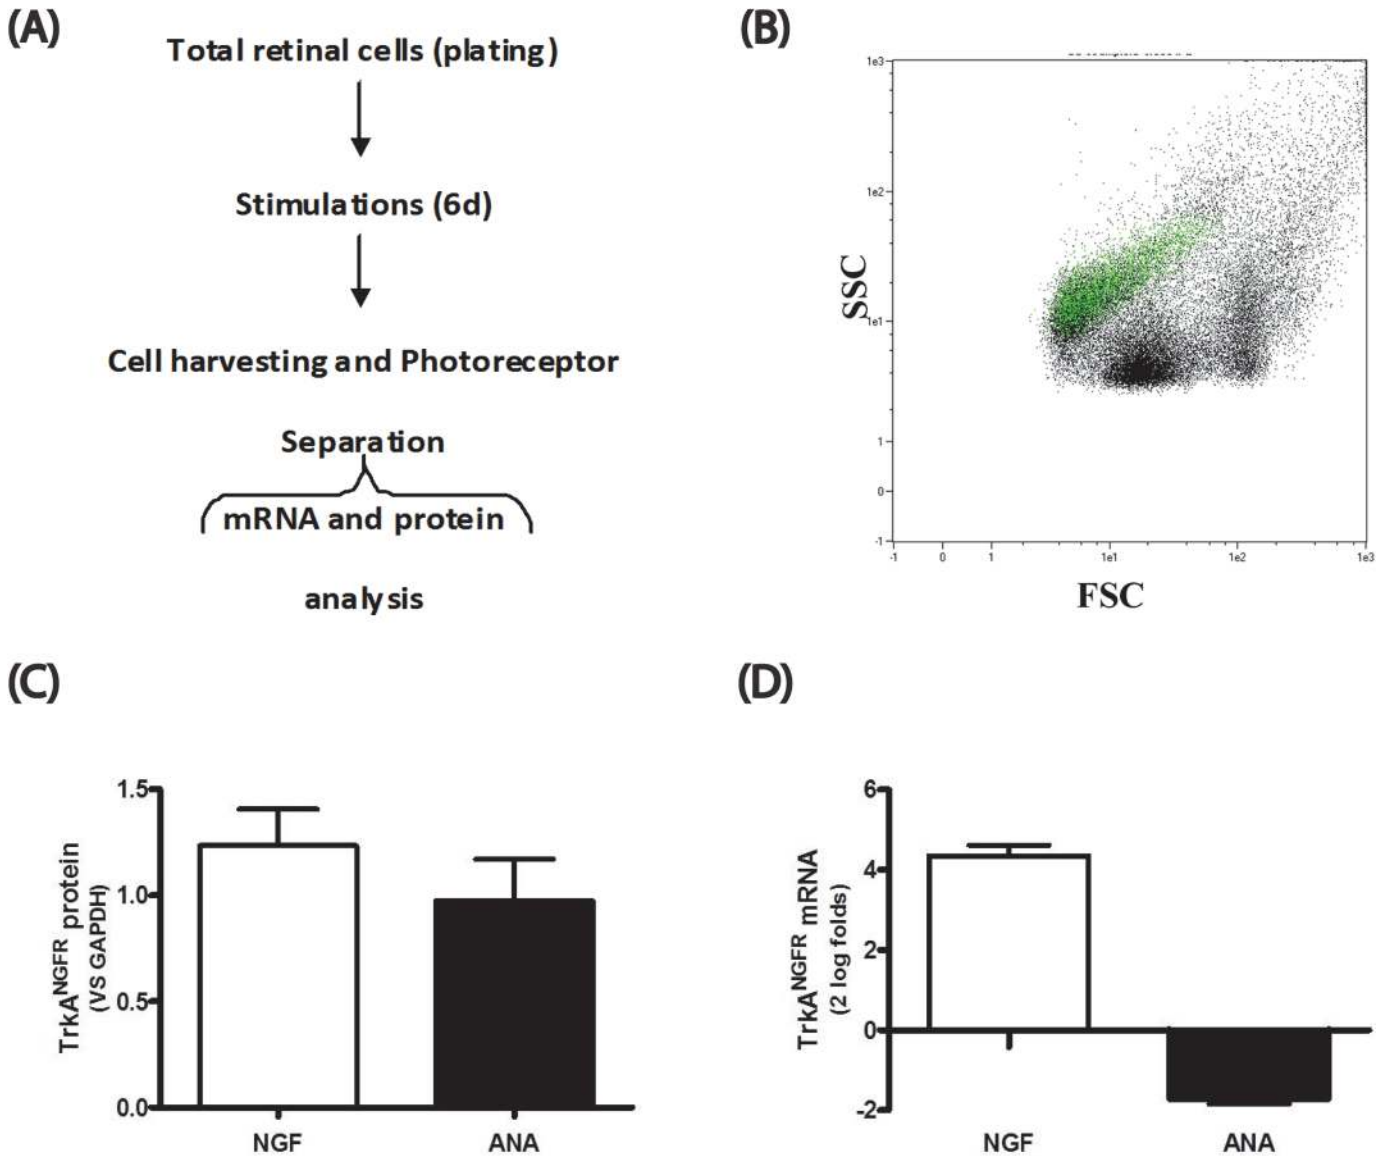 (A)
Total retinal cells (plating)
Stimulations (6d)
Cell harvesting and Photoreceptor
Separation
mRNA and protein
analysis
(B)
1e3
1e2
1e1
1
0
-1
SSC
-1
0
1
1e1
1e2
1e3
FSC
(C)
1.5
1.0
0.5
0.0
TrkA^NGFR protein
(VS GAPDH)
NGF
ANA
(D)
6
4
2
0
-2
TrkA^NGFR mRNA
(2 log folds)
NGF
ANA